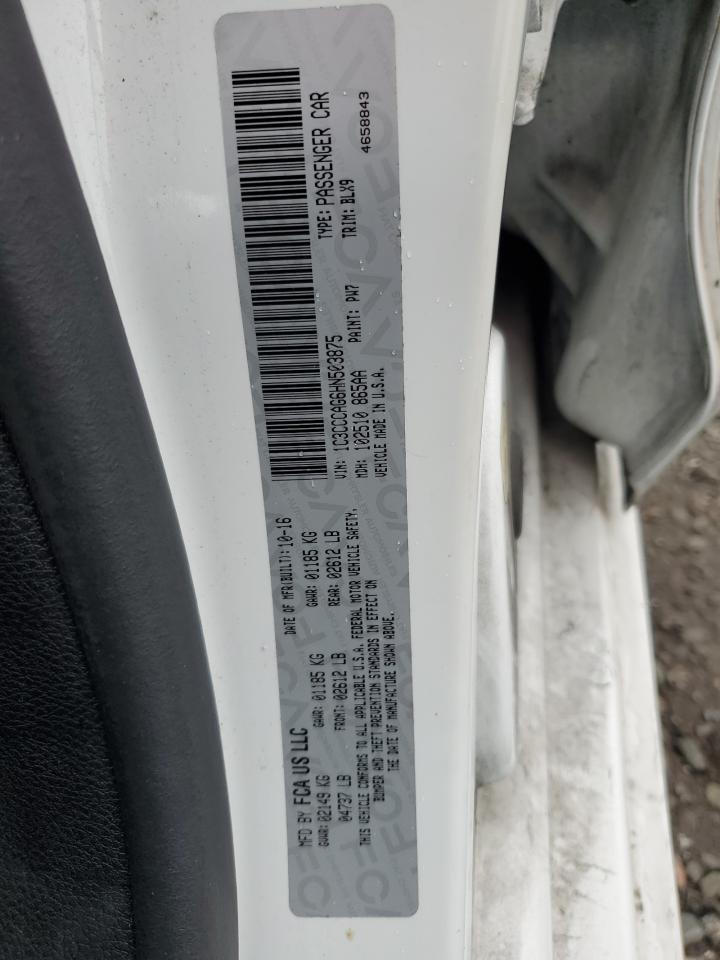 MFD BY FCA US LLC
DATE OF MFR(BUILT): 10-16
GVWR: 02149 KG
GAWR: 01185 KG
GAWR: 01185 KG
04737 LB
FRONT: 02612 LB
REAR: 02612 LB
THIS VEHICLE CONFORMS TO ALL APPLICABLE U.S.A. FEDERAL MOTOR VEHICLE SAFETY,
BUMPER AND THEFT PREVENTION STANDARDS IN EFFECT ON
THE DATE OF MANUFACTURE SHOWN ABOVE.
VIN: 1C3CCCAG6HN503875
TYPE: PASSENGER CAR
MDH: 102510 865AA
PAINT: PW7
TRIM: BLX9
VEHICLE MADE IN U.S.A.
4658843